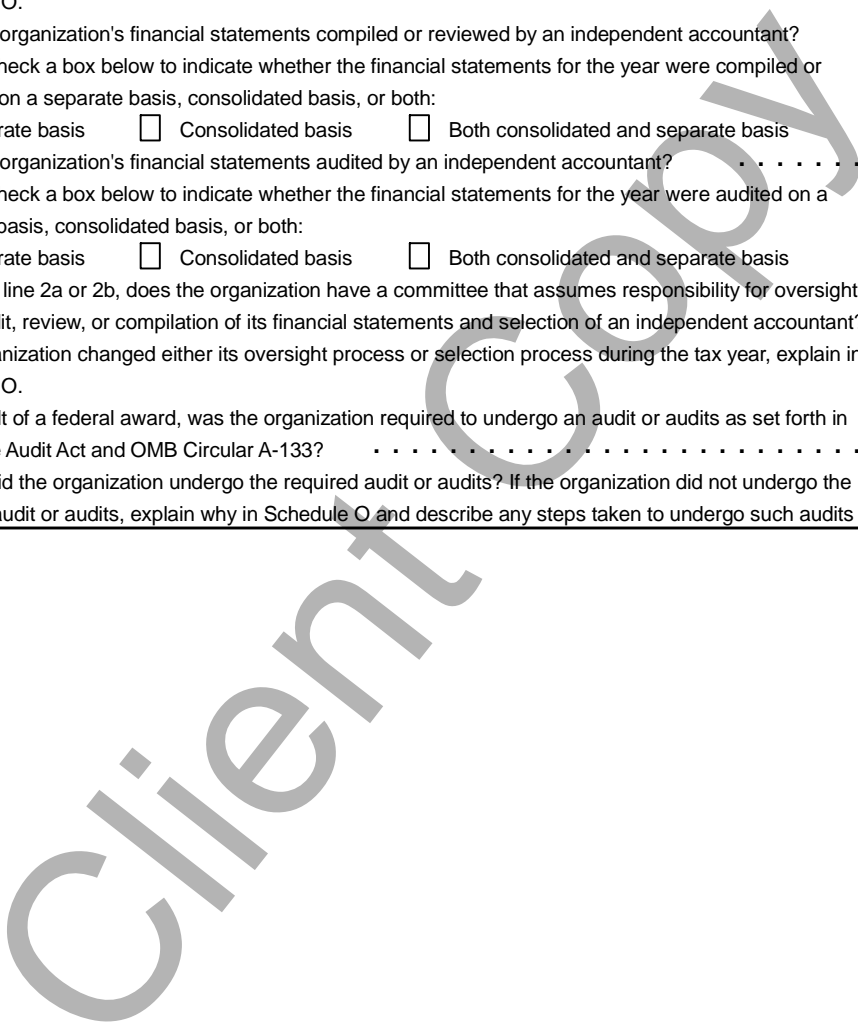 O.
organization's financial statements compiled or reviewed by an independent accountant?
heck a box below to indicate whether the financial statements for the year were compiled or
on a separate basis, consolidated basis, or both:
rate basis Consolidated basis Both consolidated and separate basis
organization's financial statements audited by an independent accountant? . . . . . . .
heck a box below to indicate whether the financial statements for the year were audited on a
basis, consolidated basis, or both:
rate basis Consolidated basis Both consolidated and separate basis
line 2a or 2b, does the organization have a committee that assumes responsibility for oversight
dit, review, or compilation of its financial statements and selection of an independent accountant?
anization changed either its oversight process or selection process during the tax year, explain in
O.
lt of a federal award, was the organization required to undergo an audit or audits as set forth in
e Audit Act and OMB Circular A-133? . . . . . . . . . . . . . . . . . . . . . . . . . .
id the organization undergo the required audit or audits? If the organization did not undergo the
audit or audits, explain why in Schedule O and describe any steps taken to undergo such audits
Client Copy